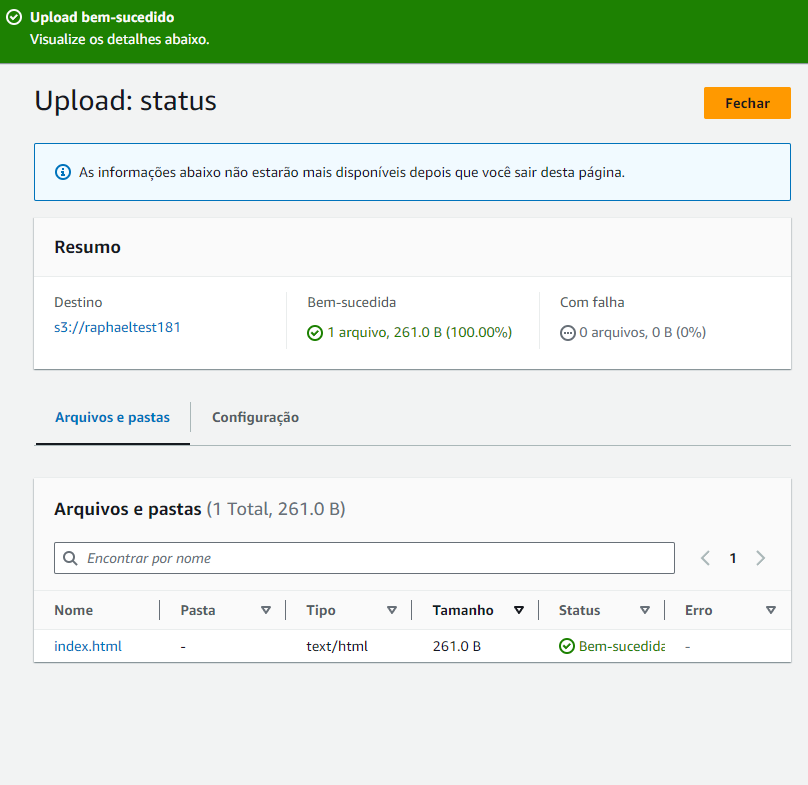 Upload bem-sucedido
Visualize os detalhes abaixo.
Upload: status
Fechar
As informações abaixo não estarão mais disponíveis depois que você sair desta página.
Resumo
Destino
s3://raphaeltest181
Bem-sucedida
1 arquivo, 261.0 B (100.00%)
Com falha
0 arquivos, 0 B (0%)
Arquivos e pastas
Configuração
Arquivos e pastas (1 Total, 261.0 B)
Encontrar por nome
1
Nome Pasta Tipo Tamanho Status Erro
index.html - text/html 261.0 B Bem-sucedida -